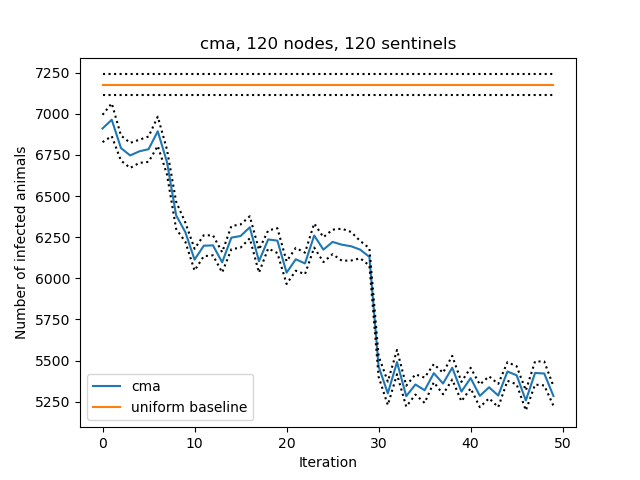 cma, 120 nodes, 120 sentinels
Number of infected animals
7250
7000
6750
6500
6250
6000
5750
5500
5250
cma
uniform baseline
0 10 20 30 40 50
Iteration